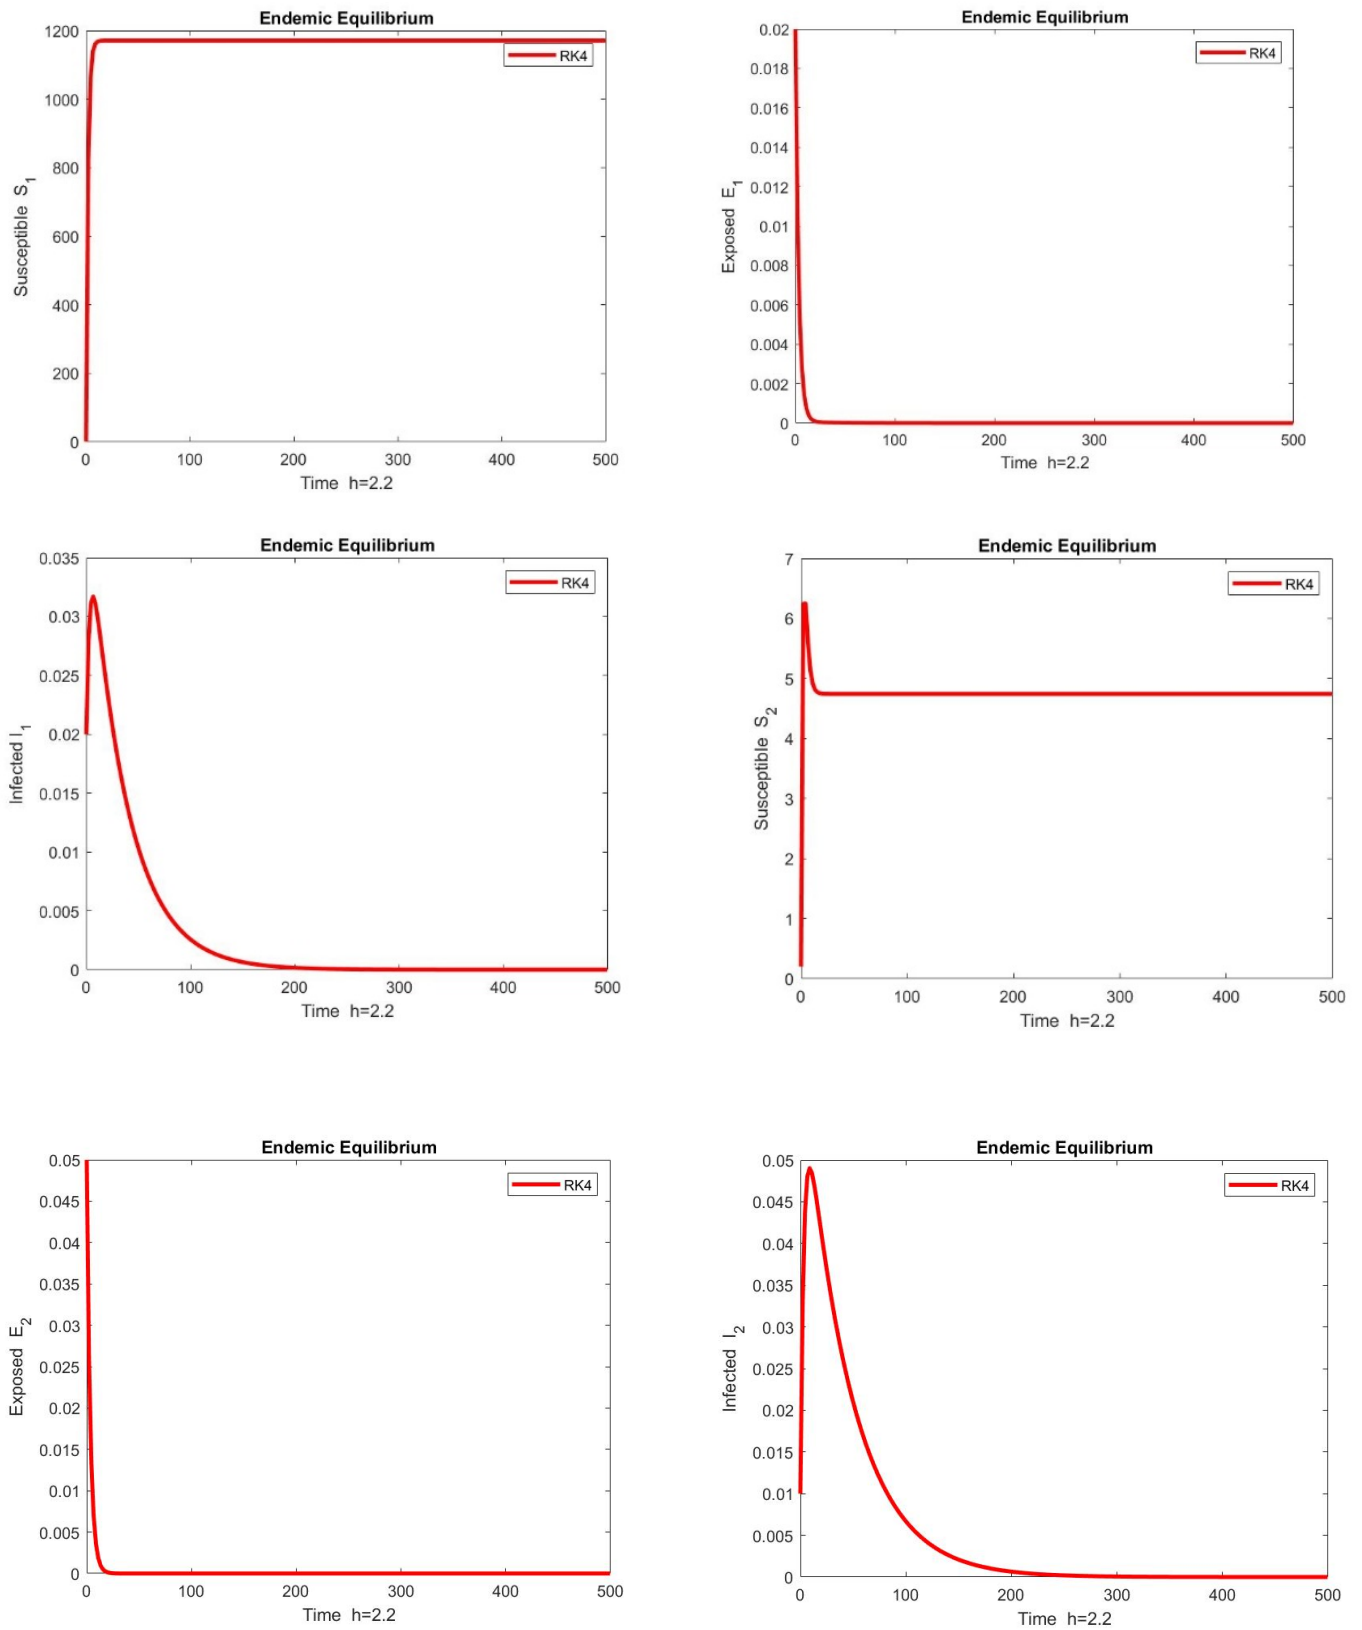 Endemic Equilibrium
RK4
1200
1000
800
600
400
200
0
Susceptible S1
0 100 200 300 400 500
Time h=2.2
Endemic Equilibrium
RK4
0.02
0.018
0.016
0.014
0.012
0.01
0.008
0.006
0.004
0.002
0
Exposed E1
0 100 200 300 400 500
Time h=2.2
Endemic Equilibrium
RK4
0.035
0.03
0.025
0.02
0.015
0.01
0.005
0
Infected I1
0 100 200 300 400 500
Time h=2.2
Endemic Equilibrium
RK4
7
6
5
4
3
2
1
0
Susceptible S2
0 100 200 300 400 500
Time h=2.2
Endemic Equilibrium
RK4
0.05
0.045
0.04
0.035
0.03
0.025
0.02
0.015
0.01
0.005
0
Exposed E2
0 100 200 300 400 500
Time h=2.2
Endemic Equilibrium
RK4
0.05
0.045
0.04
0.035
0.03
0.025
0.02
0.015
0.01
0.005
0
Infected I2
0 100 200 300 400 500
Time h=2.2